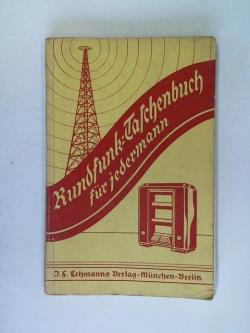 Rundfunk-Taschenbuch
für jedermann
J.F. Lehmanns Verlag-München-Berlin